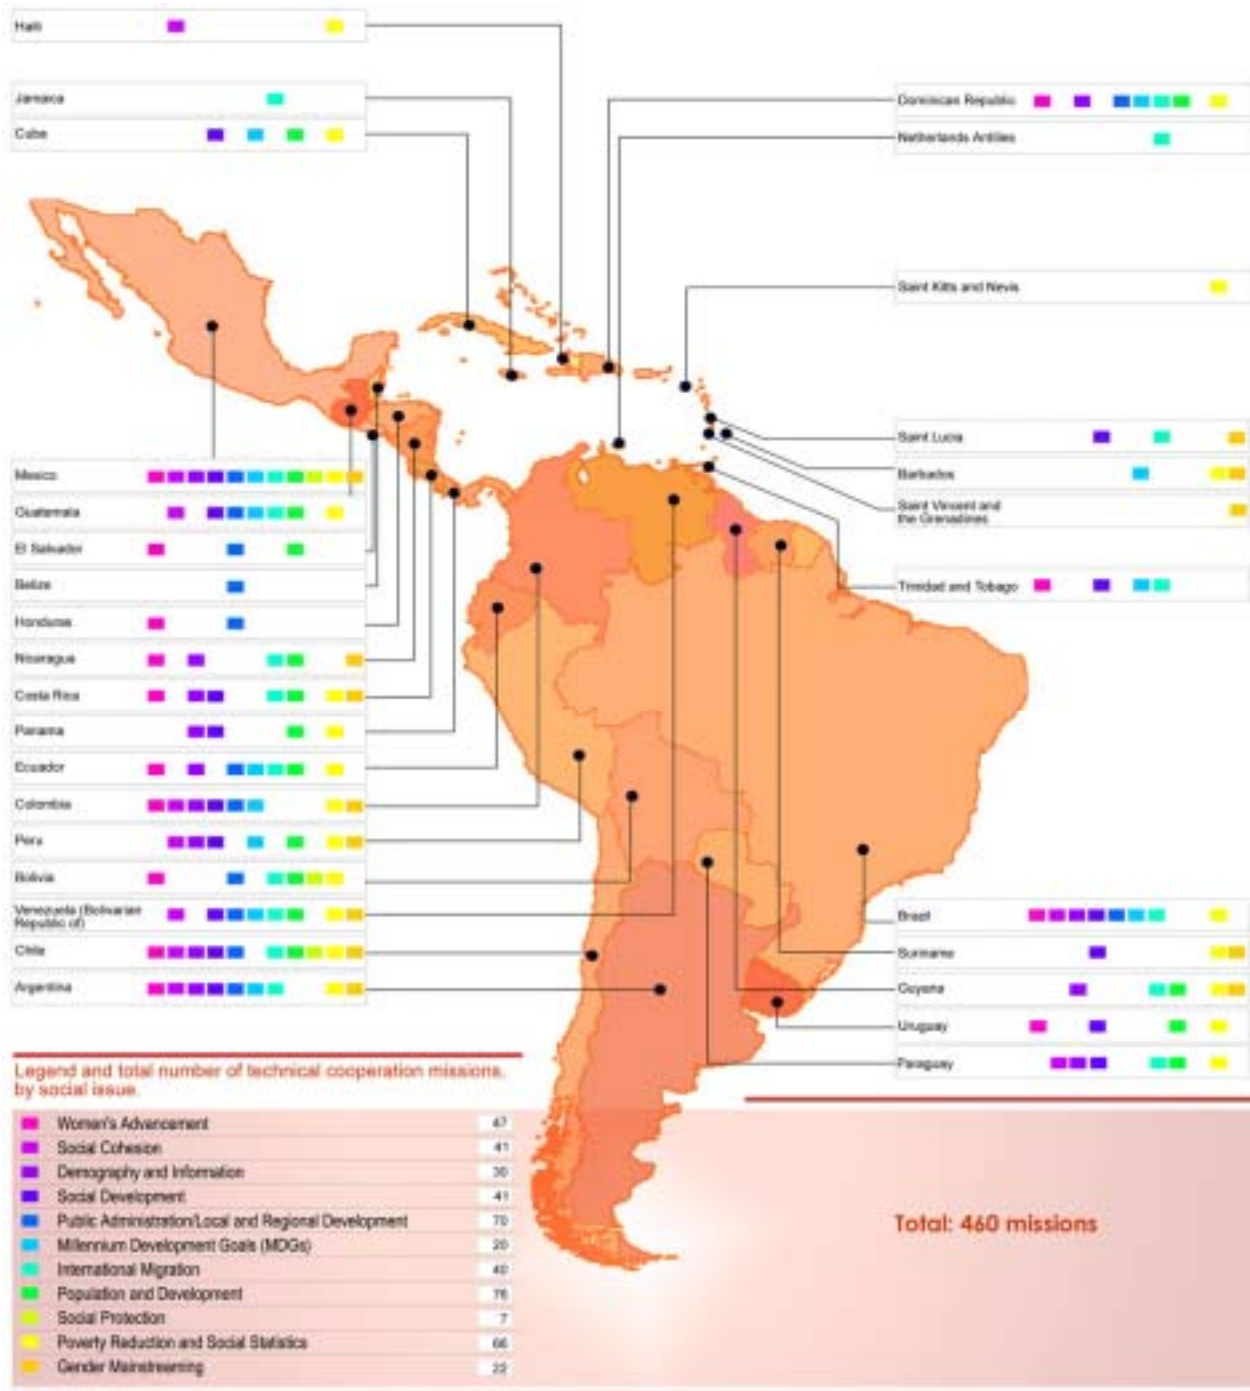 Haiti
Jamaica
Cuba
Dominican Republic
Netherlands Antilles
Saint Kitts and Nevis
Saint Lucia
Barbados
Saint Vincent and
the Grenadines
Trinidad and Tobago
Mexico
Guatemala
El Salvador
Belize
Honduras
Nicaragua
Costa Rica
Panama
Ecuador
Colombia
Peru
Bolivia
Venezuela (Bolivarian
Republic of)
Chile
Argentina
Brazil
Suriname
Guyana
Uruguay
Paraguay
Legend and total number of technical cooperation missions,
by social issue.
Women's Advancement 47
Social Cohesion 41
Demography and Information 30
Social Development 41
Public Administration/Local and Regional Development 70
Millennium Development Goals (MDGs) 20
International Migration 40
Population and Development 76
Social Protection 7
Poverty Reduction and Social Statistics 66
Gender Mainstreaming 22
Total: 460 missions